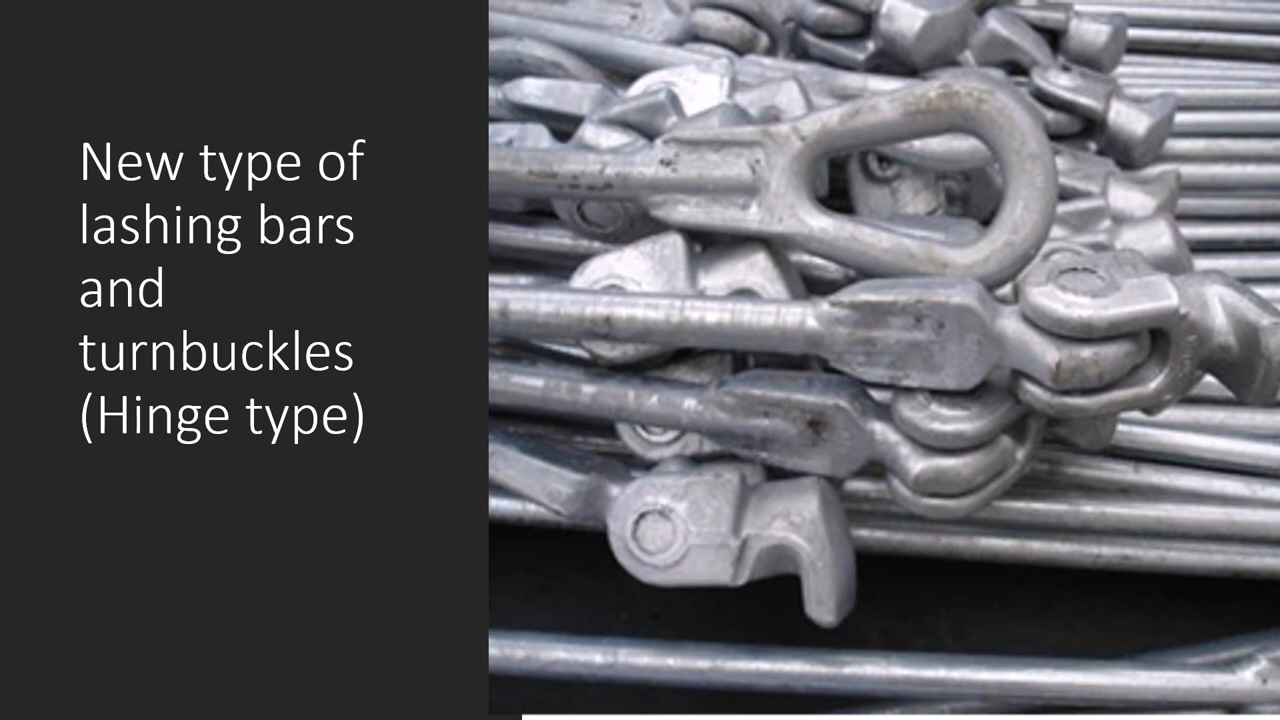 New type of
lashing bars
and
turnbuckles
(Hinge type)